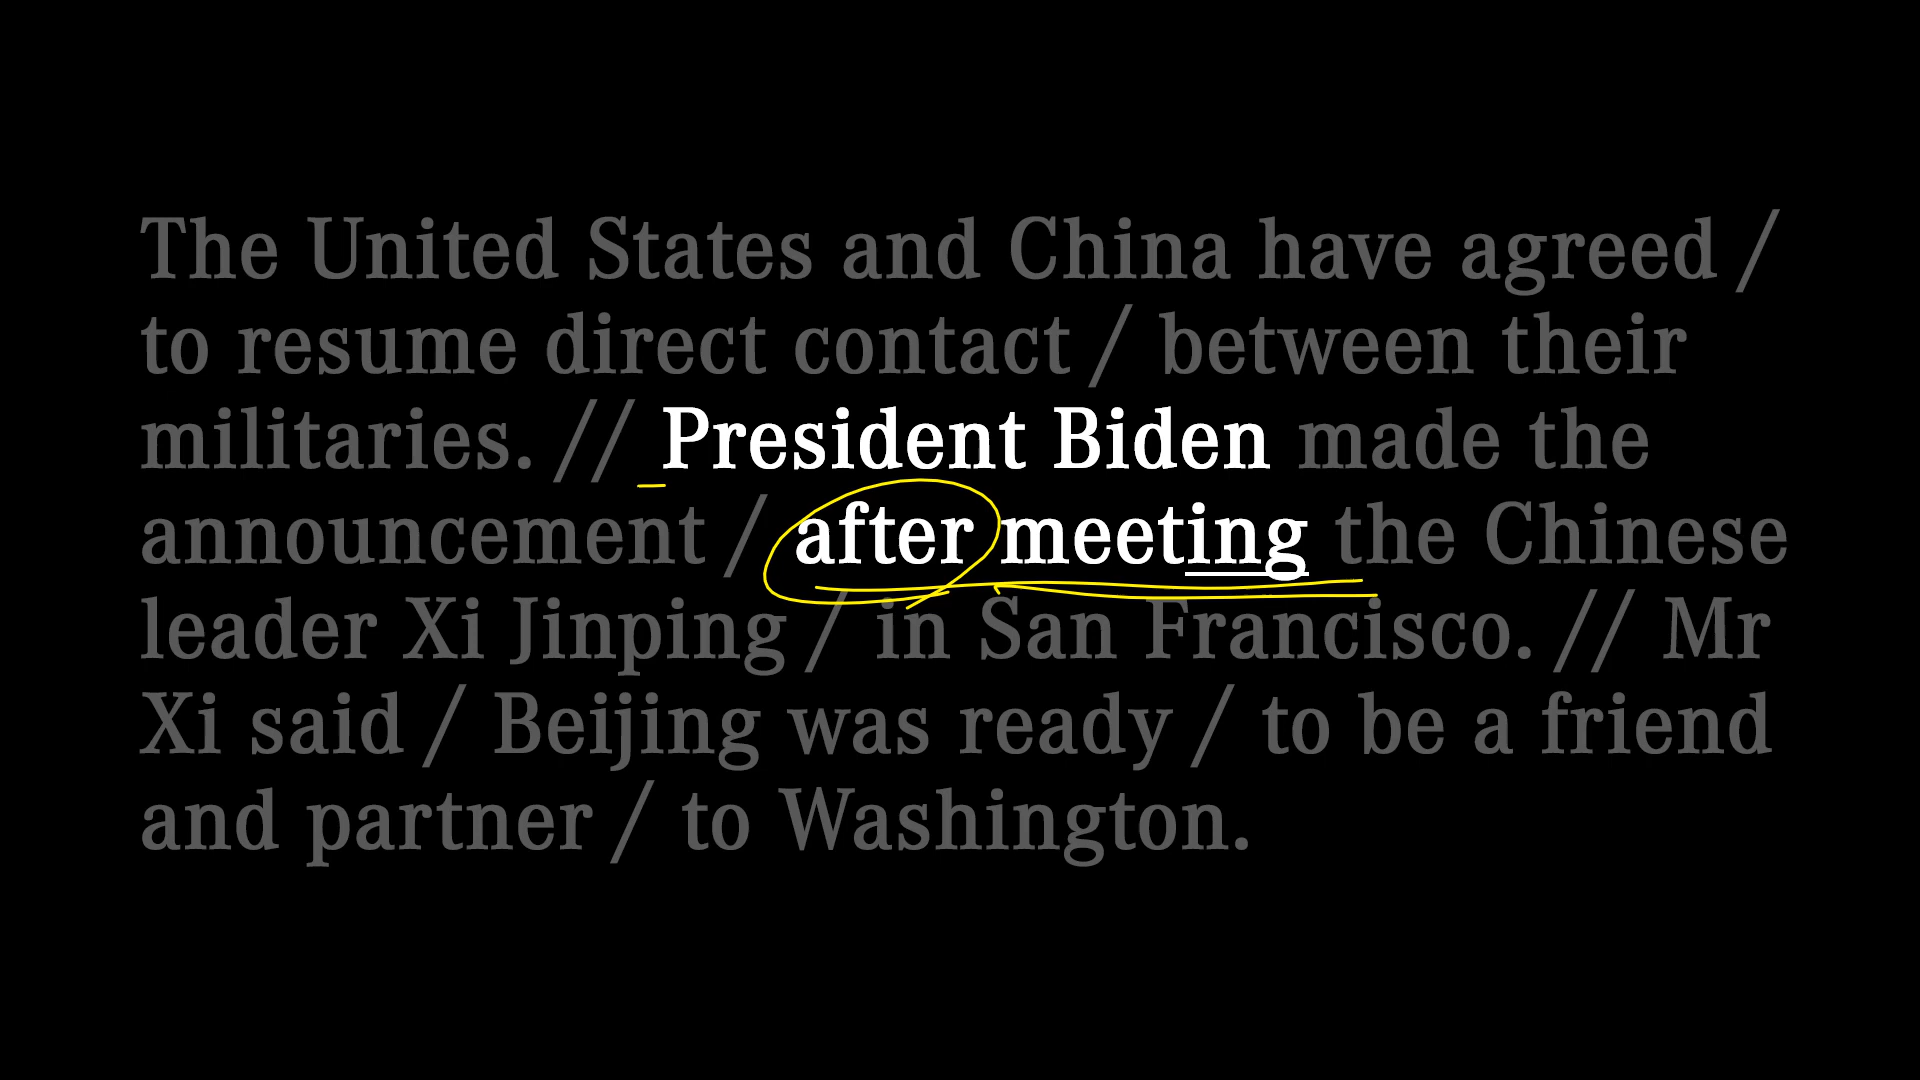 The United States and China have agreed /
to resume direct contact / between their
militaries. // President Biden made the
announcement / after meeting the Chinese
leader Xi Jinping / in San Francisco. // Mr
Xi said / Beijing was ready / to be a friend
and partner / to Washington.